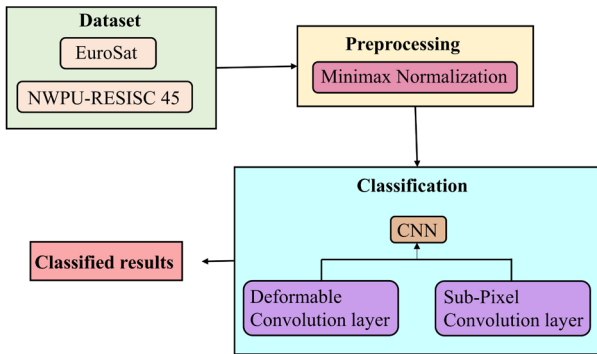 Dataset
EuroSat
NWPU-RESISC 45
Preprocessing
Minimax Normalization
Classification
CNN
Deformable
Convolution layer
Sub-Pixel
Convolution layer
Classified results